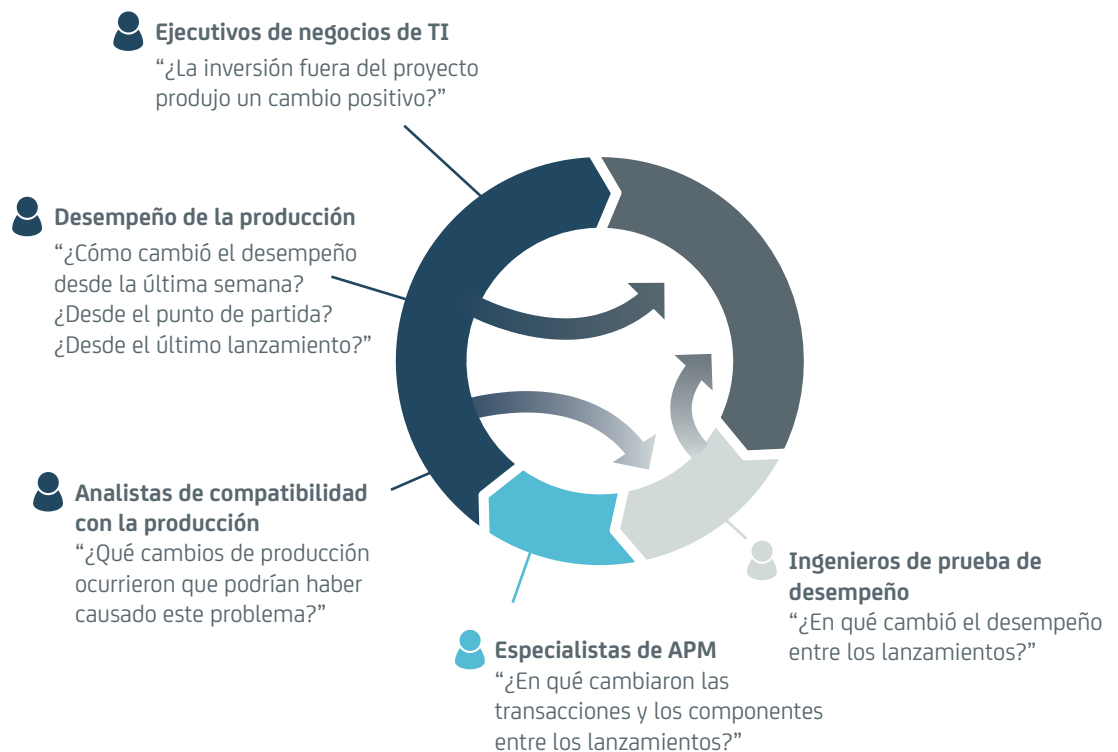 Ejecutivos de negocios de TI
“¿La inversión fuera del proyecto
produjo un cambio positivo?”
Desempeño de la producción
“¿Cómo cambió el desempeño
desde la última semana?
¿Desde el punto de partida?
¿Desde el último lanzamiento?”
Analistas de compatibilidad
con la producción
“¿Qué cambios de producción
ocurrieron que podrían haber
causado este problema?”
Especialistas de APM
“¿En qué cambiaron las
transacciones y los componentes
entre los lanzamientos?”
Ingenieros de prueba de
desempeño
“¿En qué cambió el desempeño
entre los lanzamientos?”